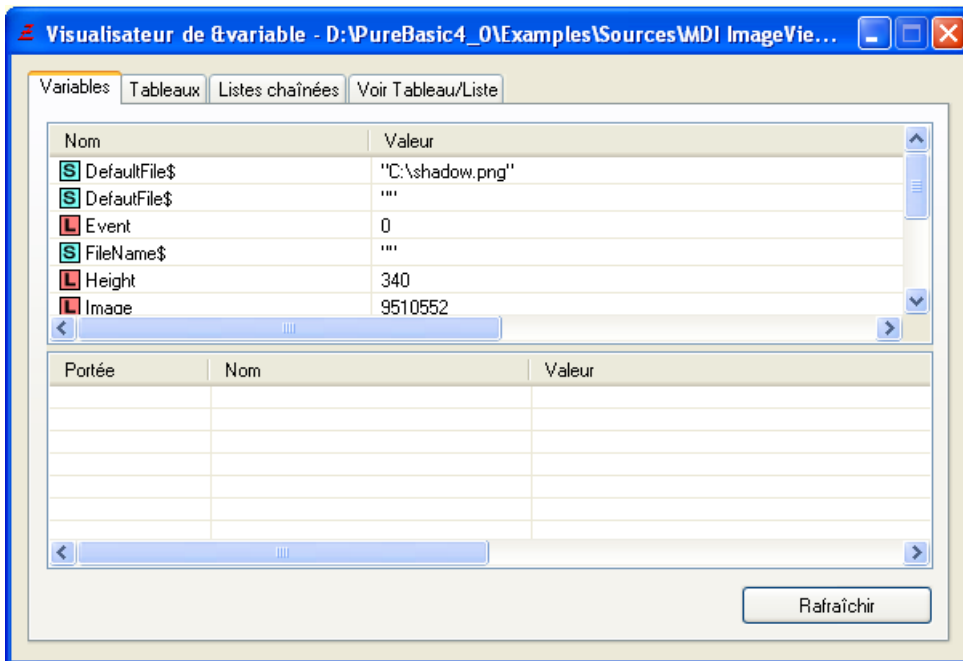 Visualisateur de &variable - D:\PureBasic4_0\Examples\Sources\MDI ImageVie...
Variables Tableaux Listes chaînées Voir Tableau/Liste
Nom Valeur
S DefaultFile$ "C:\shadow.png"
S DefautFile$ ""
L Event 0
S FileName$ ""
L Height 340
L Image 9510552
Portée Nom Valeur
Rafraîchir